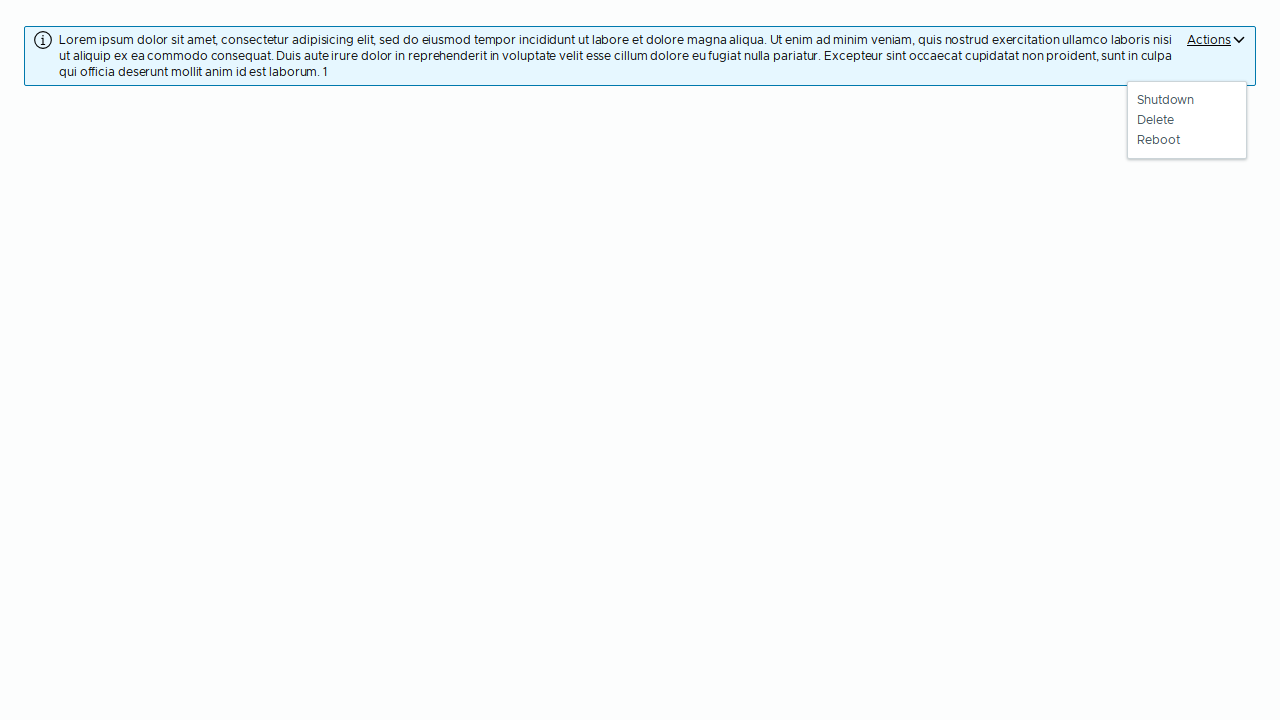 Lorem ipsum dolor sit amet, consectetur adipisicing elit, sed do eiusmod tempor incididunt ut labore et dolore magna aliqua. Ut enim ad minim veniam, quis nostrud exercitation ullamco laboris nisi
ut aliquip ex ea commodo consequat. Duis aute irure dolor in reprehenderit in voluptate velit esse cillum dolore eu fugiat nulla pariatur. Excepteur sint occaecat cupidatat non proident, sunt in culpa
qui officia deserunt mollit anim id est laborum. 1
Actions
Shutdown
Delete
Reboot